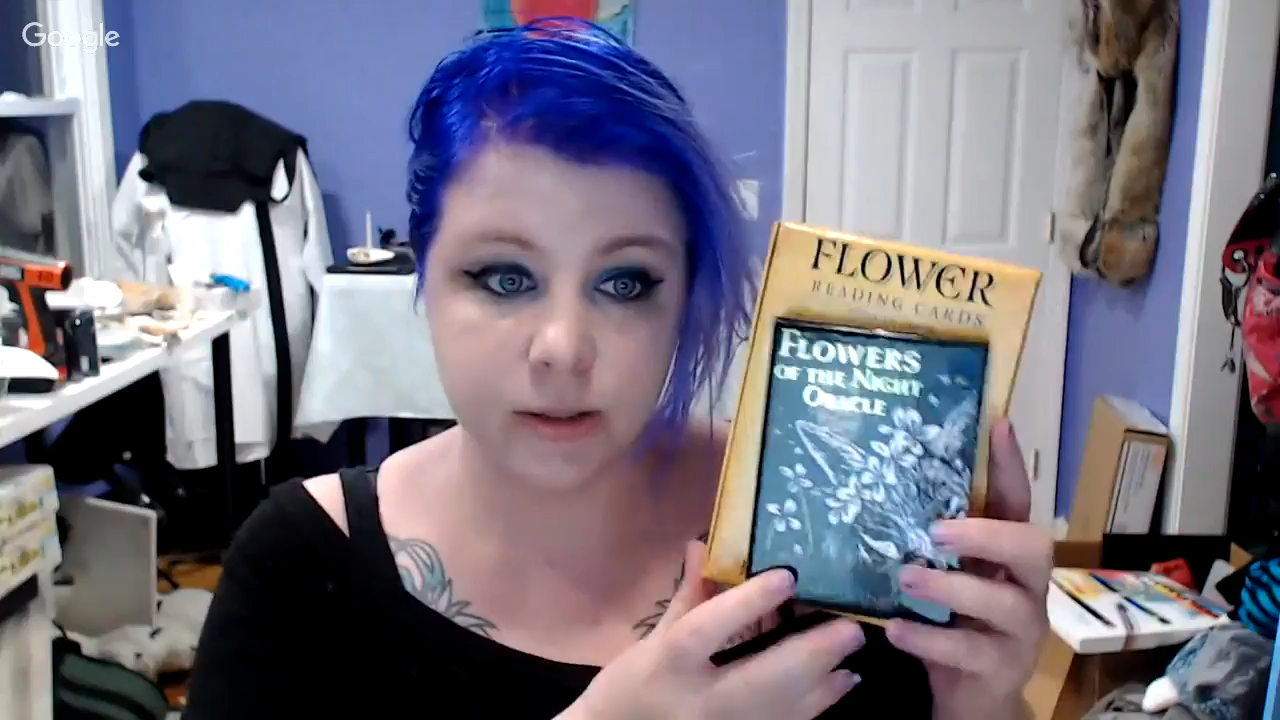 Google
FLOWER
READING CARDS
FLOWERS
OF THE NIGHT
ORACLE